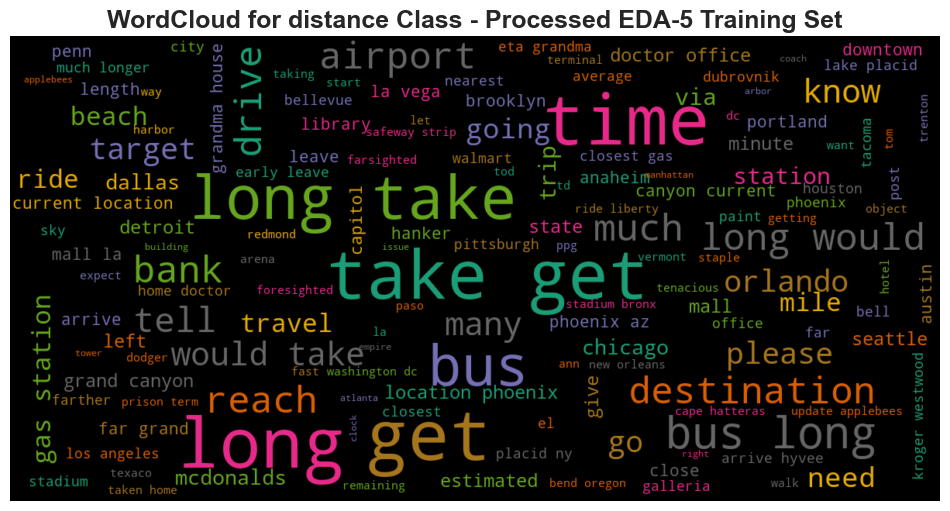 WordCloud for distance Class - Processed EDA-5 Training Set
penn
city
eta grandma
terminal
coach
downtown
much longer
airport
doctor office
lake placid
applebees
taking
nearest
average
dubrovnik
length
way
grandma house
drive
start
la vega
via
know
beach
bellevue
brooklyn
time
arbor
harbor
library
let
going
dc
portland
trenton
safeway strip
target
leave
farsighted
walmart
closest gas
minute
want
tacoma
tom
ride
dallas
early leave
tod
trip
anaheim
station
post
current location
long take
td
canyon current
houston
manhattan
phoenix
object
capitol
ride liberty
paint
getting
sky
detroit
redmond
hanker
state
much
long would
mall la
building
arena
issue
pittsburgh
ppg
vermont
staple
expect
bank
take get
orlando
hotel
home doctor
foresighted
tenacious
austin
gas station
arrive
tell
travel
paso
stadium bronx
mall
mile
bell
left
many
phoenix az
office
far
seattle
tower
dodger
would take
la
empire
bus
chicago
please
grand canyon
fast
washington dc
ann
new orleans
farther
prison term
reach
atlanta
location phoenix
give
destination
kroger westwood
closest
cape hatteras
update applebees
far grand
long
clock
get
el
go
bus long
los angeles
placid ny
right
arrive hyvee
texaco
close
stadium
mcdonalds
estimated
need
taken home
remaining
bend oregon
galleria
walk